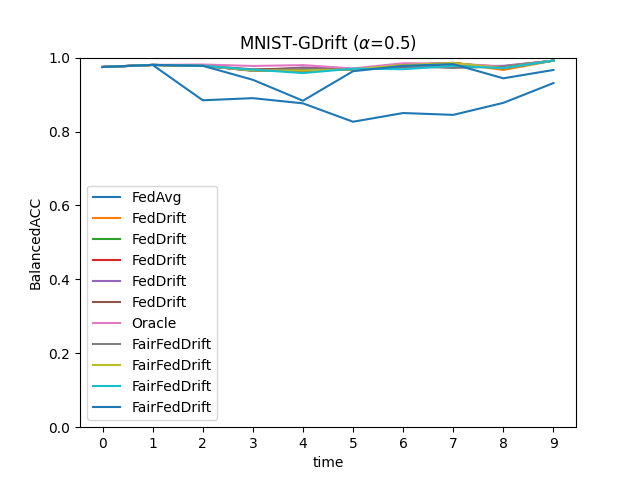 MNIST-GDrift (α=0.5)
BalancedACC
1.0
0.8
0.6
0.4
0.2
0.0
FedAvg
FedDrift
FedDrift
FedDrift
FedDrift
FedDrift
Oracle
FairFedDrift
FairFedDrift
FairFedDrift
FairFedDrift
0 1 2 3 4 5 6 7 8 9
time